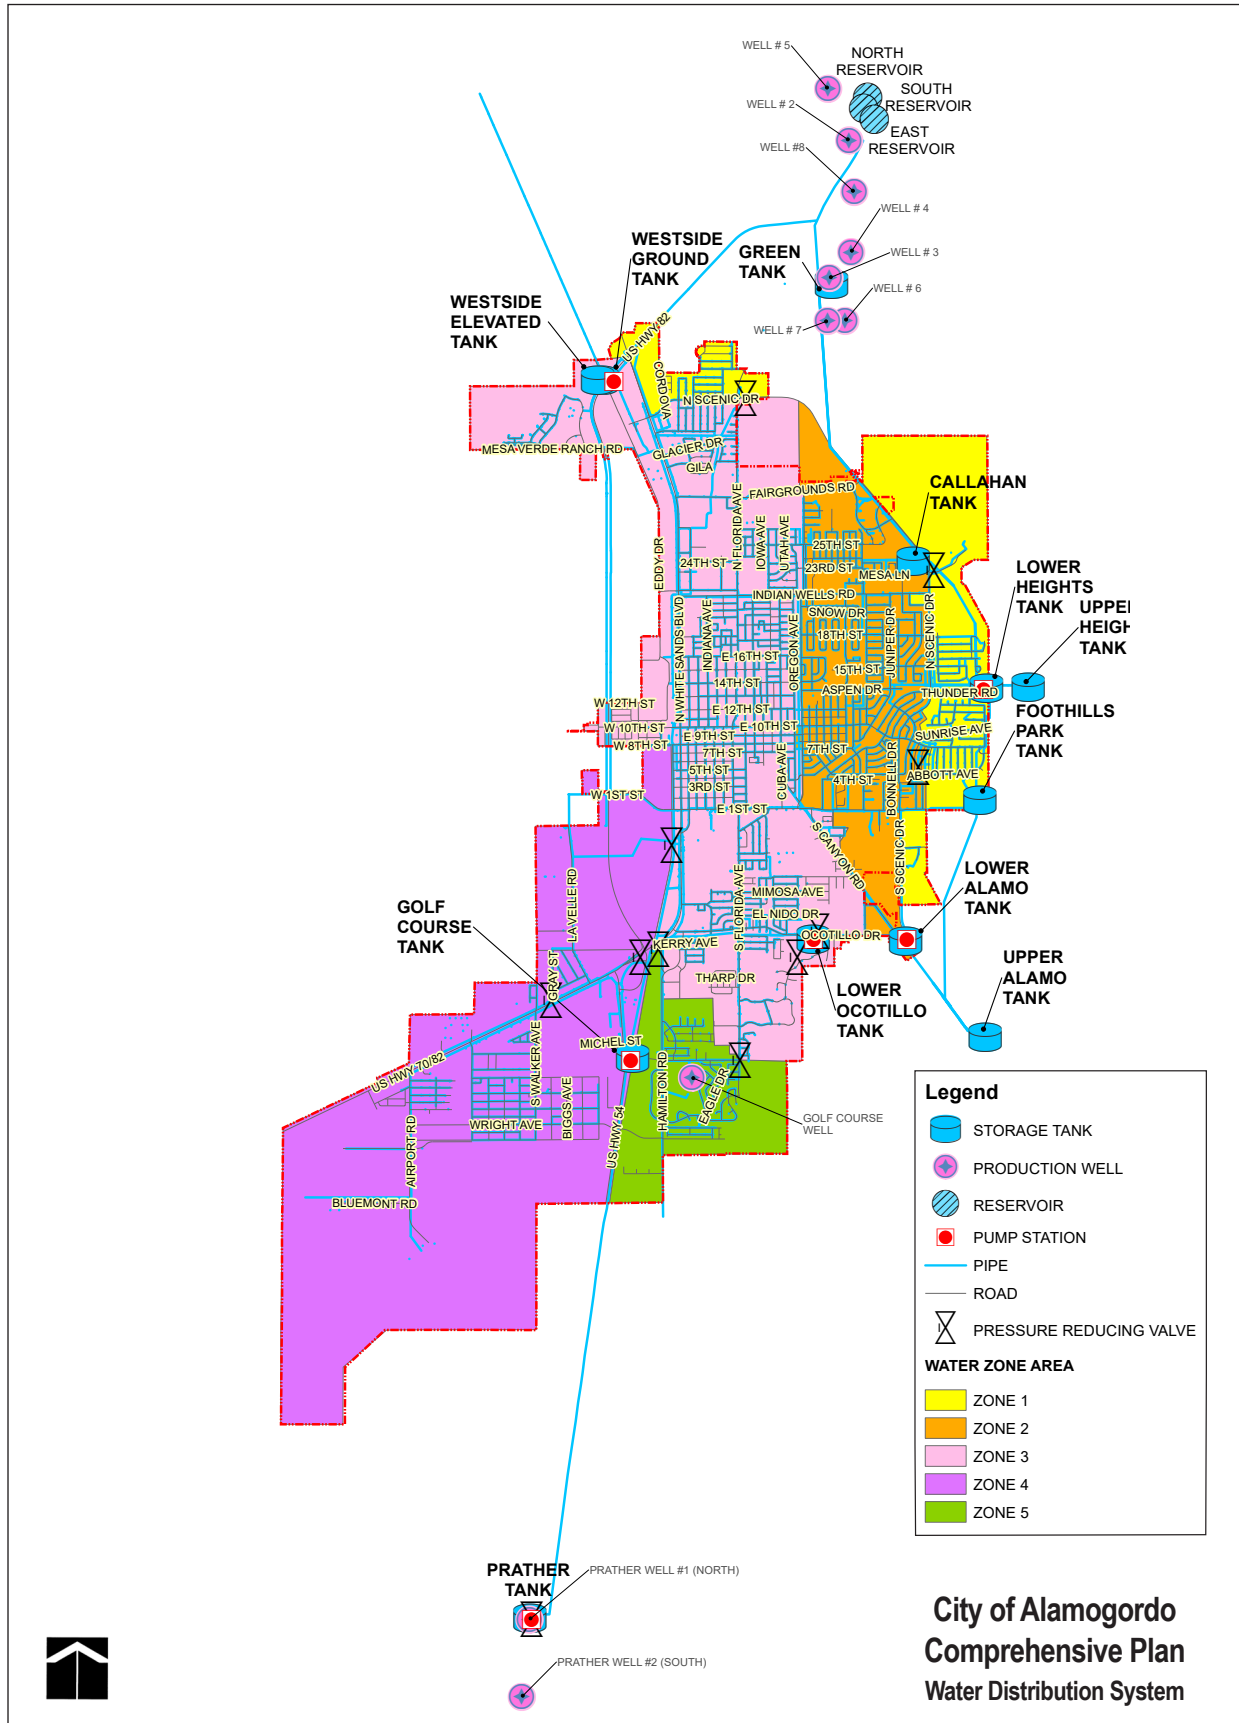 WELL # 5
NORTH
RESERVOIR
SOUTH
RESERVOIR
WELL # 2
EAST
RESERVOIR
WELL #8
WELL # 4
WESTSIDE
GROUND
TANK
GREEN
TANK
WELL # 3
WELL # 6
WESTSIDE
ELEVATED
TANK
WELL # 7
US HWY 82
CORDOVA
N SCENIC DR
MESA VERDE RANCH RD
GLACIER DR
GILA
CALLAHAN
TANK
FAIRGROUNDS RD
N FLORIDA AVE
IOWA AVE
UTAH AVE
25TH ST
EDDY DR
24TH ST
23RD ST
MESA LN
LOWER
HEIGHTS
TANK
INDIAN WELLS RD
UPPE
HEIGH
TANK
N WHITE SANDS BLVD
INDIANA AVE
SNOW DR
18TH ST
JUNIPER DR
N SCENIC DR
OREGON AVE
E 16TH ST
15TH ST
14TH ST
ASPEN DR
THUNDER RD
W 12TH ST
E 12TH ST
FOOTHILLS
PARK
TANK
W 10TH ST
E 10TH ST
SUNRISE AVE
E 9TH ST
W 8TH ST
7TH ST
7TH ST
5TH ST
CUBA AVE
BONNELL DR
ABBOTT AVE
4TH ST
3RD ST
W 1ST ST
E 1ST ST
S CANYON RD
S SCENIC DR
LOWER
ALAMO
TANK
LAVELLE RD
S FLORIDA AVE
MIMOSA AVE
EL NIDO DR
GOLF
COURSE
TANK
OCOTILLO DR
KERRY AVE
GRAY ST
THARP DR
UPPER
ALAMO
TANK
LOWER
OCOTILLO
TANK
MICHEL ST
US HWY 70/82
S WALKER AVE
HAMILTON RD
EAGLE DR
BIGGS AVE
WRIGHT AVE
US HWY 54
GOLF COURSE
WELL
AIRPORT RD
BLUEMONT RD
Legend
STORAGE TANK
PRODUCTION WELL
RESERVOIR
PUMP STATION
PIPE
ROAD
PRESSURE REDUCING VALVE
WATER ZONE AREA
ZONE 1
ZONE 2
ZONE 3
ZONE 4
ZONE 5
PRATHER
TANK
PRATHER WELL #1 (NORTH)
PRATHER WELL #2 (SOUTH)
City of Alamogordo
Comprehensive Plan
Water Distribution System